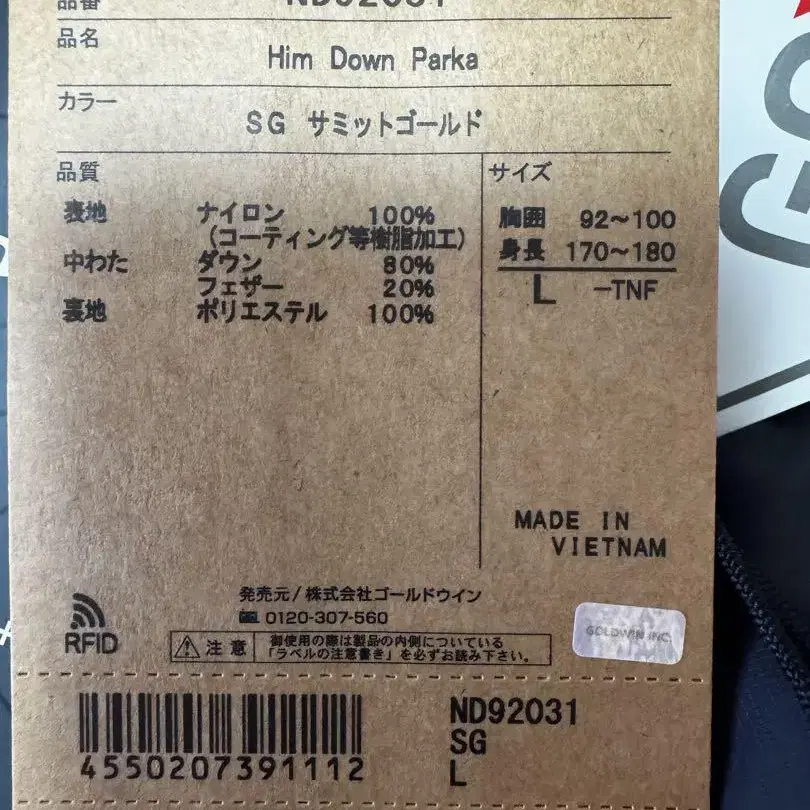 品番 ND92031
品名 Him Down Parka
カラー SG サミットゴールド
品質
表地 ナイロン 100%
(コーティング等樹脂加工)
中わた ダウン 80%
フェザー 20%
裏地 ポリエステル 100%
サイズ
胸囲 92~100
身長 170~180
L -TNF
MADE IN
VIETNAM
発売元/株式会社ゴールドウイン
0120-307-560
RFID
注意 御使用の際は製品の内側についている
「ラベルの注意書き」を必ずお読み下さい。
GOLDWIN INC.
4550207391112
ND92031
SG
L